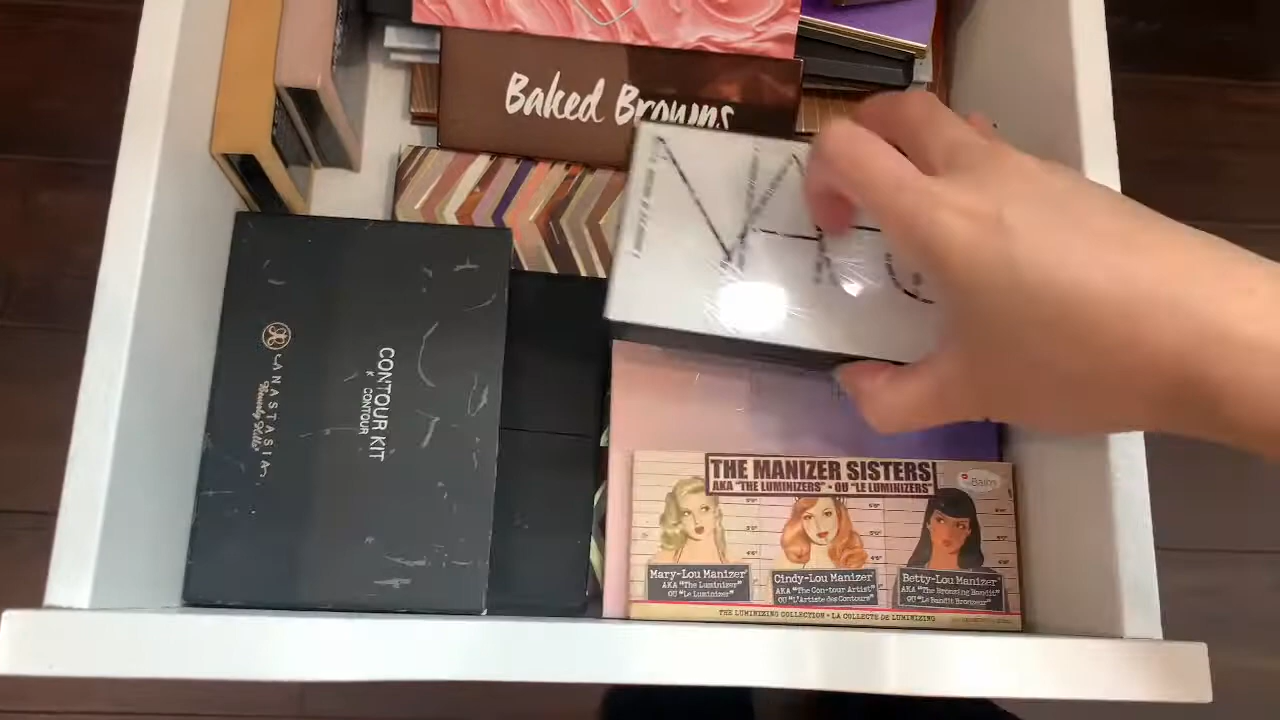 Baked Browns
ANASTASIA
Beverly Hills
CONTOUR KIT
K CONTOUR
THE MANIZER SISTERS
AKA "THE LUMINIZERS" • OU "LE LUMINIZERS"
theBalm
Mary-Lou Manizer
AKA "The Luminizer"
OU "Le Luminizer"
Cindy-Lou Manizer
AKA "The Con-tour Artist"
OU "L'Artiste des Contours"
Betty-Lou Manizer
AKA "The Bronzing Bandit"
OU "Le Bandit Bronzeur"
THE LUMINIZING COLLECTION • LA COLLECTE DE LUMINIZING